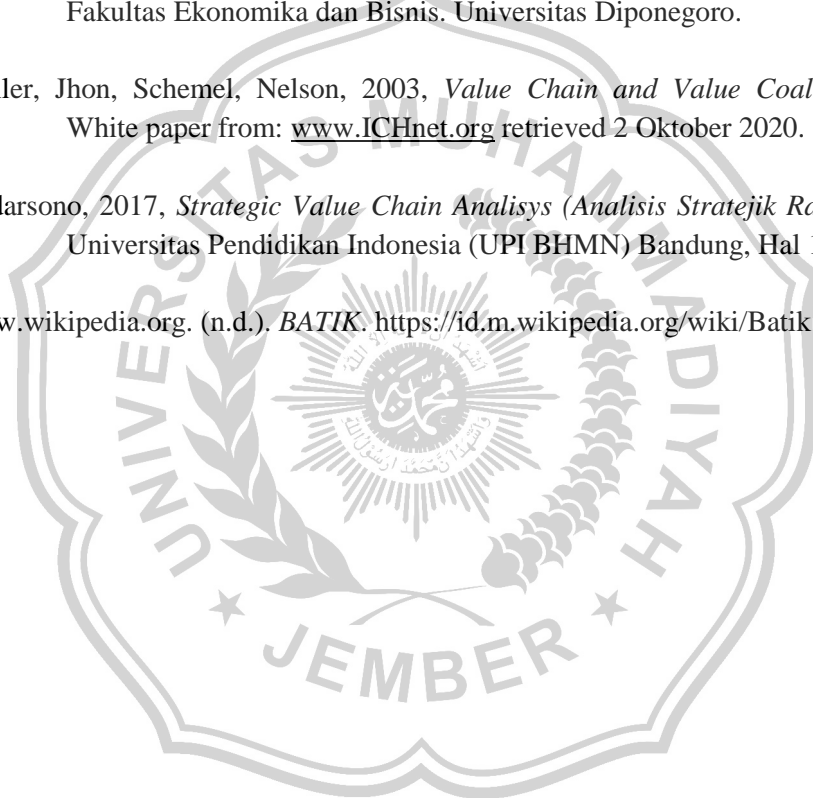 Fakultas Ekonomika dan Bisnis. Universitas Diponegoro.
ler, Jhon, Schemel, Nelson, 2003, Value Chain and Value Coal
White paper from: www.ICHnet.org retrieved 2 Oktober 2020.
darsono, 2017, Strategic Value Chain Analisys (Analisis Stratejik Ra
Universitas Pendidikan Indonesia (UPI BHMN) Bandung, Hal 1
w.wikipedia.org. (n.d.). BATIK. https://id.m.wikipedia.org/wiki/Batik
UNIVERSITAS MUHAMMADIYAH
JEMBER